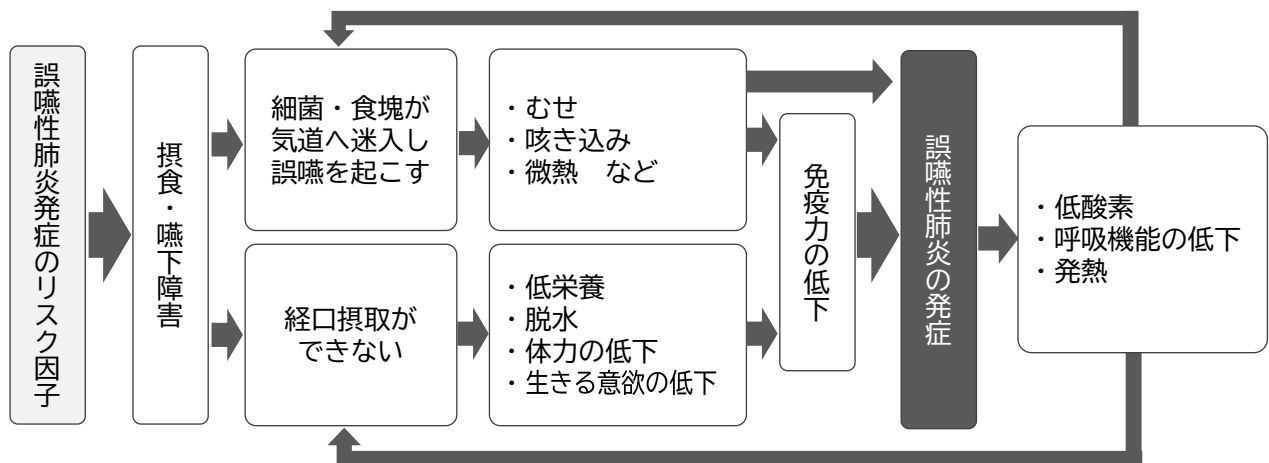 誤嚥性肺炎発症のリスク因子
摂食・嚥下障害
細菌・食塊が
気道へ迷入し
誤嚥を起こす
・むせ
・咳き込み
・微熱　など
経口摂取が
できない
・低栄養
・脱水
・体力の低下
・生きる意欲の低下
免疫力の低下
誤嚥性肺炎の発症
・低酸素
・呼吸機能の低下
・発熱